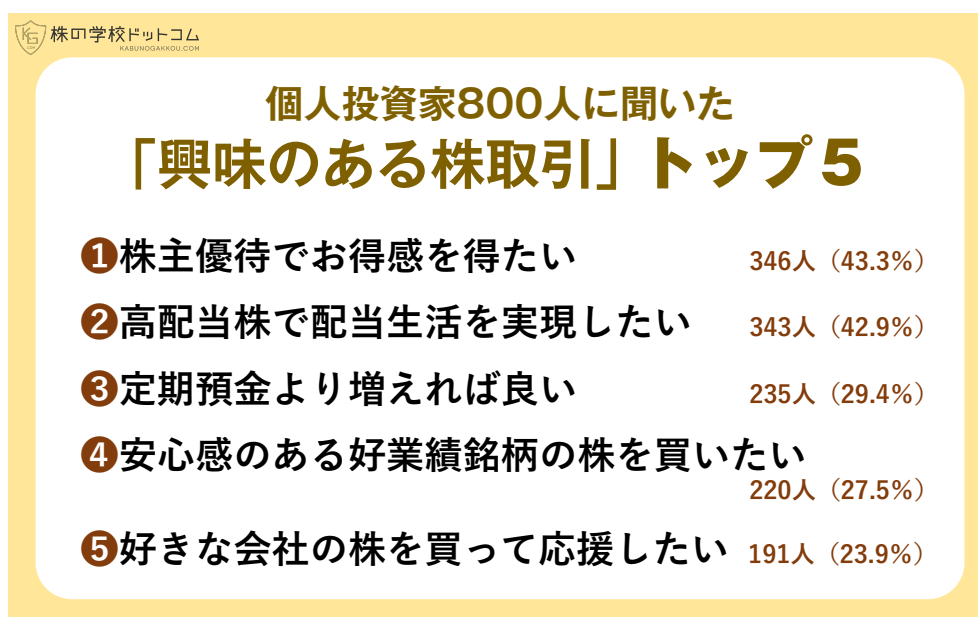 株の学校ドットコム
KABUNOGAKKOU.COM
個人投資家800人に聞いた
「興味のある株取引」トップ5
❶株主優待でお得感を得たい 346人（43.3%）
❷高配当株で配当生活を実現したい 343人（42.9%）
❸定期預金より増えれば良い 235人（29.4%）
❹安心感のある好業績銘柄の株を買いたい
220人（27.5%）
❺好きな会社の株を買って応援したい 191人（23.9%）